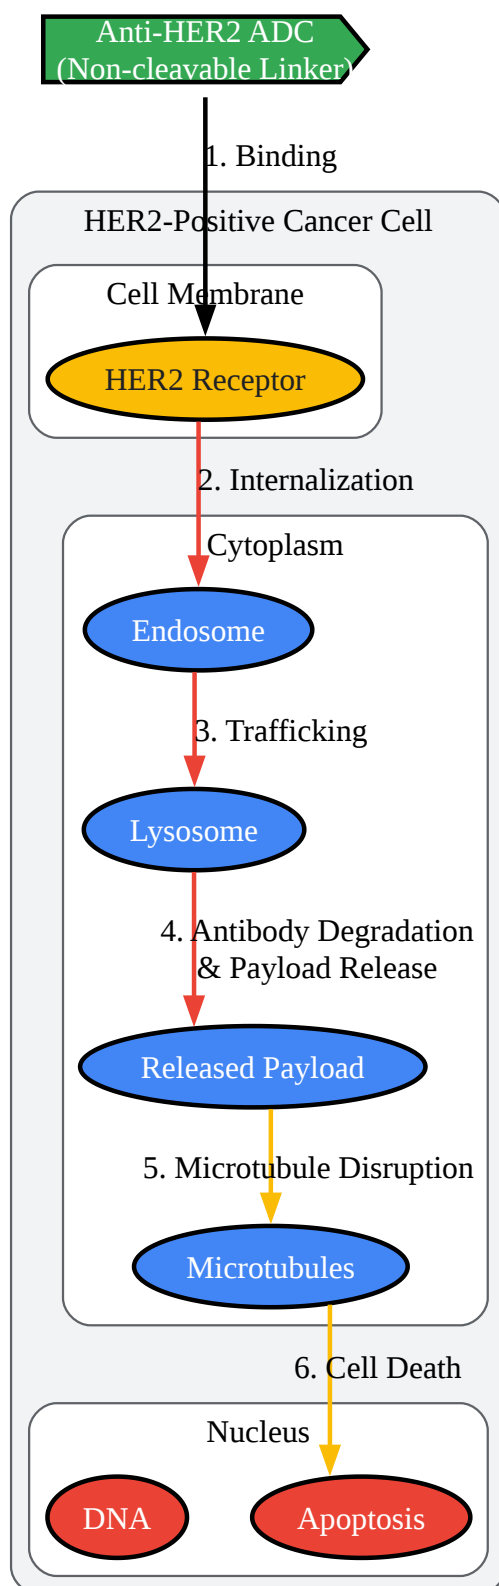 Anti-HER2 ADC
(Non-cleavable Linker)
1. Binding
HER2-Positive Cancer Cell
Cell Membrane
HER2 Receptor
2. Internalization
Cytoplasm
Endosome
3. Trafficking
Lysosome
4. Antibody Degradation
& Payload Release
Released Payload
5. Microtubule Disruption
Microtubules
6. Cell Death
Nucleus
DNA
Apoptosis